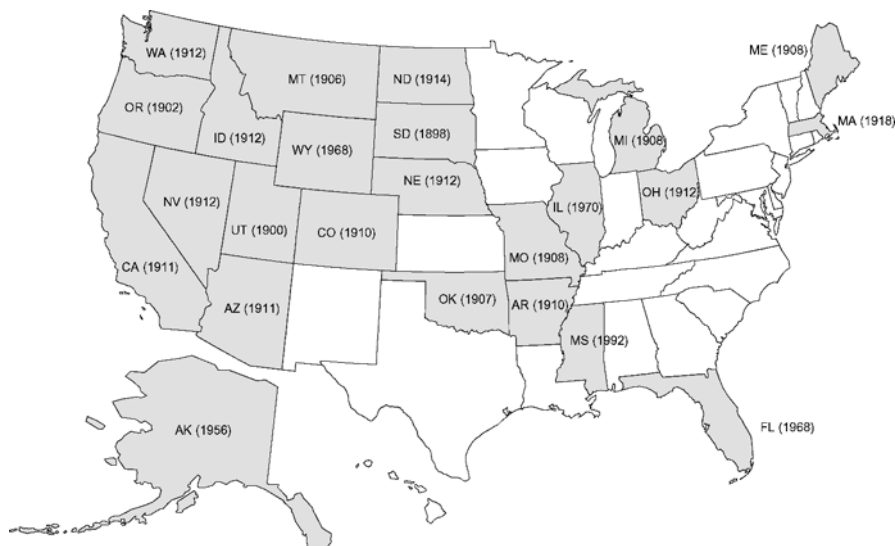 ME (1908)
WA (1912)
MT (1906)
ND (1914)
OR (1902)
MA (1918)
ID (1912)
SD (1898)
MI (1908)
WY (1968)
NE (1912)
OH (1912)
NV (1912)
IL (1970)
UT (1900)
CO (1910)
MO (1908)
CA (1911)
AZ (1911)
OK (1907)
AR (1910)
MS (1992)
AK (1956)
FL (1968)